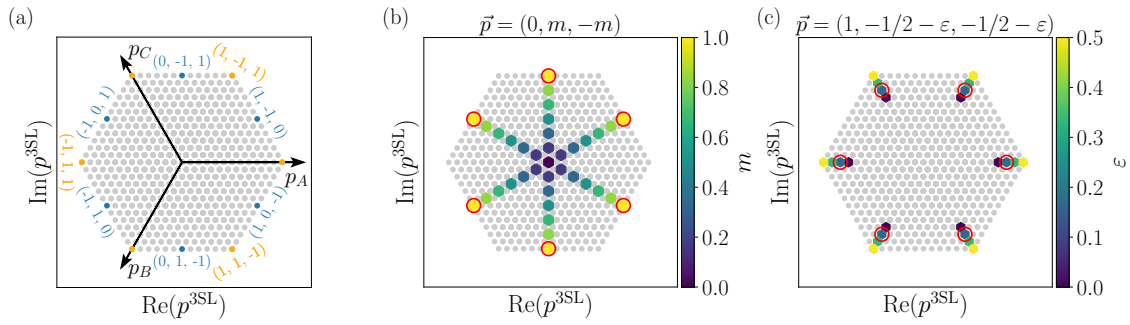 (a)
p_C
(0, -1, 1)
(1, -1, 1)
(-1, 0, 1)
(1, -1, 0)
(-1, 1, 1)
p_A
(-1, 1, 0)
(1, 0, -1)
p_B
(0, 1, -1)
(1, 1, -1)
Im(p^3SL)
Re(p^3SL)
(b)
p⃗ = (0, m, −m)
1.0
0.8
0.6
0.4
0.2
0.0
m
Im(p^3SL)
Re(p^3SL)
(c)
p⃗ = (1, −1/2 − ε, −1/2 − ε)
0.5
0.4
0.3
0.2
0.1
0.0
ε
Im(p^3SL)
Re(p^3SL)